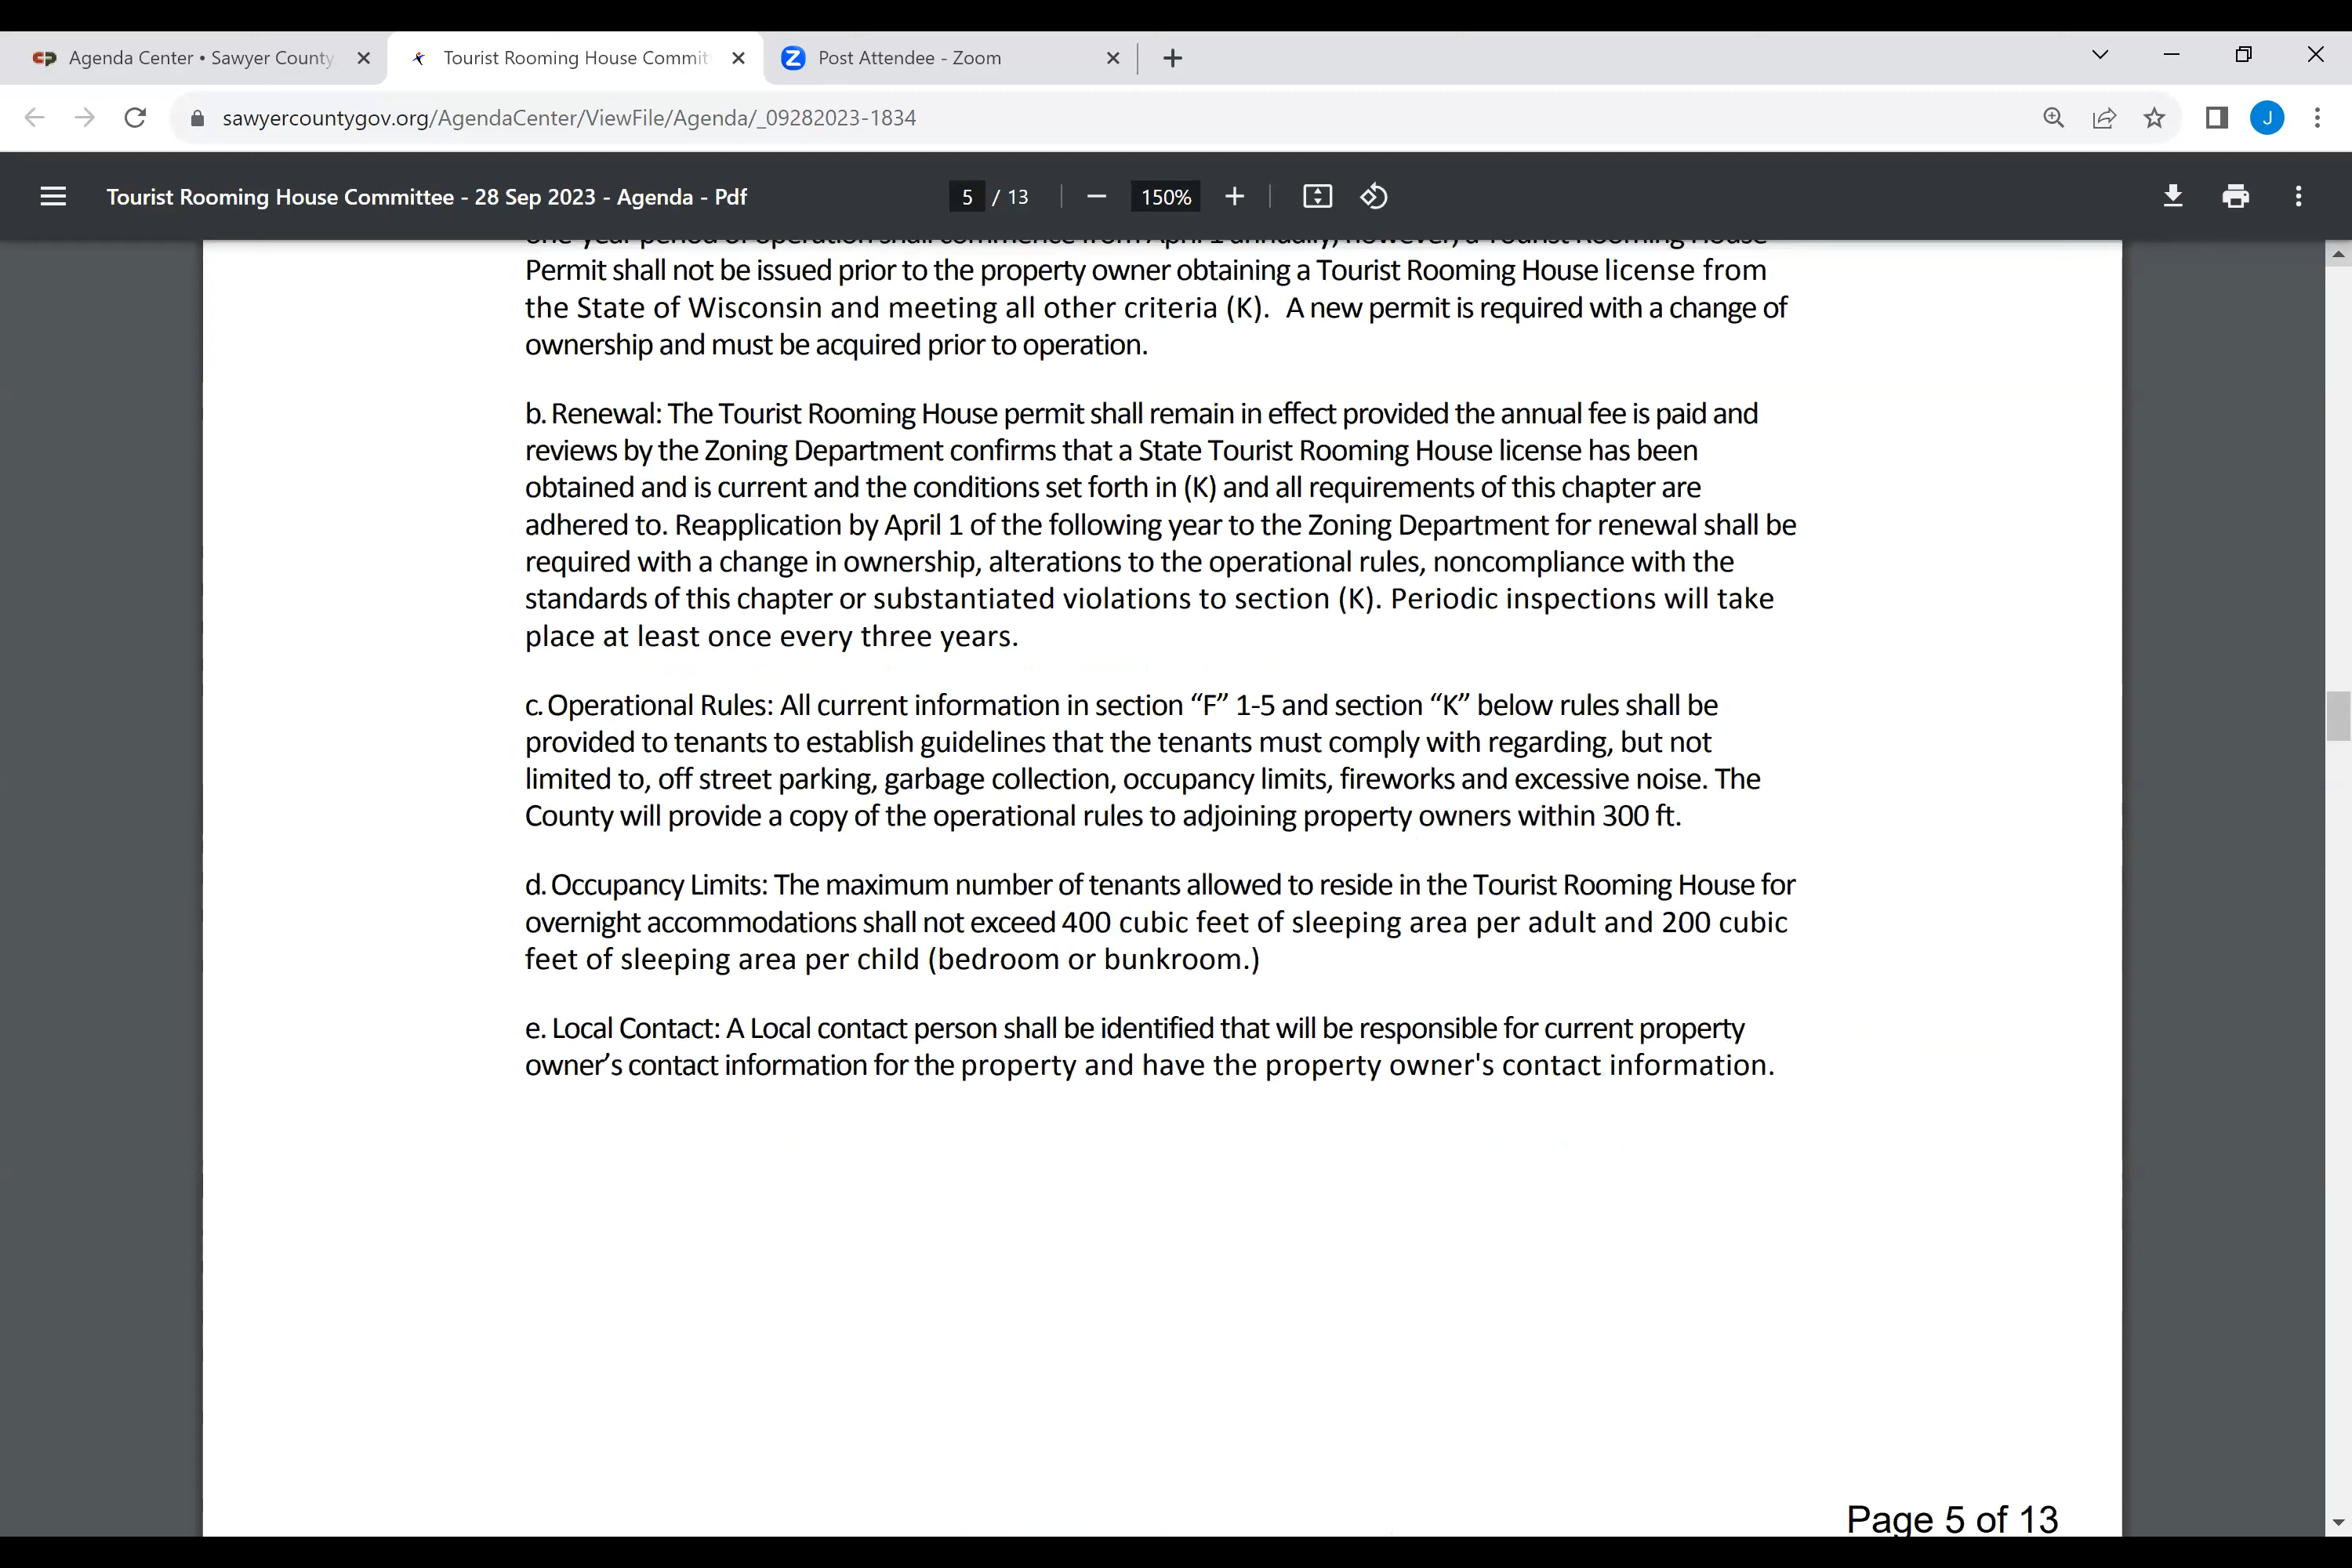 Agenda Center • Sawyer County
Tourist Rooming House Commit
Post Attendee - Zoom
sawyercountygov.org/AgendaCenter/ViewFile/Agenda/_09282023-1834
J
Tourist Rooming House Committee - 28 Sep 2023 - Agenda - Pdf
5 / 13
150%
one-year period of operation shall commence from April 1 annually, however, a Tourist Rooming House
Permit shall not be issued prior to the property owner obtaining a Tourist Rooming House license from
the State of Wisconsin and meeting all other criteria (K). A new permit is required with a change of
ownership and must be acquired prior to operation.
b. Renewal: The Tourist Rooming House permit shall remain in effect provided the annual fee is paid and
reviews by the Zoning Department confirms that a State Tourist Rooming House license has been
obtained and is current and the conditions set forth in (K) and all requirements of this chapter are
adhered to. Reapplication by April 1 of the following year to the Zoning Department for renewal shall be
required with a change in ownership, alterations to the operational rules, noncompliance with the
standards of this chapter or substantiated violations to section (K). Periodic inspections will take
place at least once every three years.
c. Operational Rules: All current information in section “F” 1-5 and section “K” below rules shall be
provided to tenants to establish guidelines that the tenants must comply with regarding, but not
limited to, off street parking, garbage collection, occupancy limits, fireworks and excessive noise. The
County will provide a copy of the operational rules to adjoining property owners within 300 ft.
d. Occupancy Limits: The maximum number of tenants allowed to reside in the Tourist Rooming House for
overnight accommodations shall not exceed 400 cubic feet of sleeping area per adult and 200 cubic
feet of sleeping area per child (bedroom or bunkroom.)
e. Local Contact: A Local contact person shall be identified that will be responsible for current property
owner’s contact information for the property and have the property owner's contact information.
Page 5 of 13